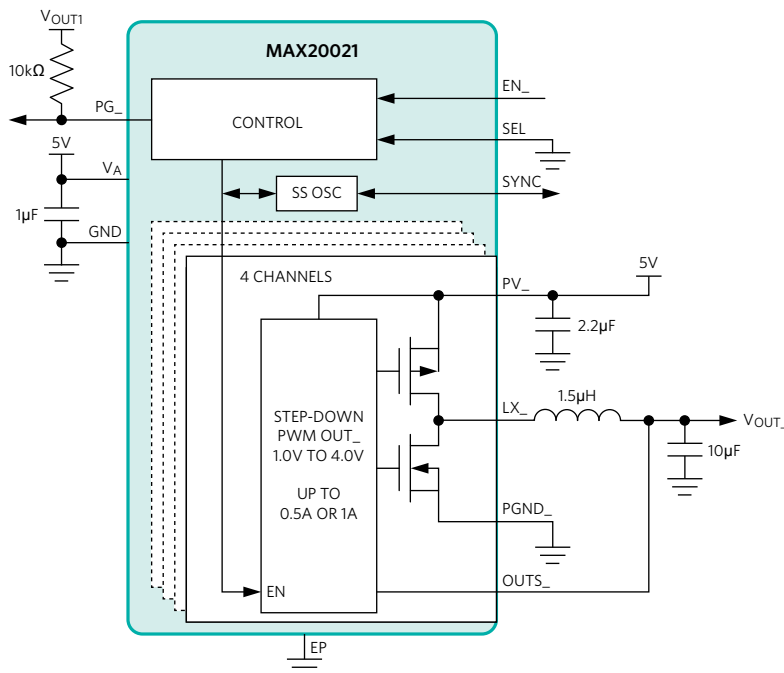 VOUT1
MAX20021
10kΩ
PG_
CONTROL
EN_
SEL
5V
VA
SS OSC
SYNC
1µF
GND
4 CHANNELS
PV_
5V
2.2µF
STEP-DOWN
PWM OUT_
1.0V TO 4.0V
UP TO
0.5A OR 1A
LX_
1.5µH
VOUT_
10µF
PGND_
EN
OUTS_
EP